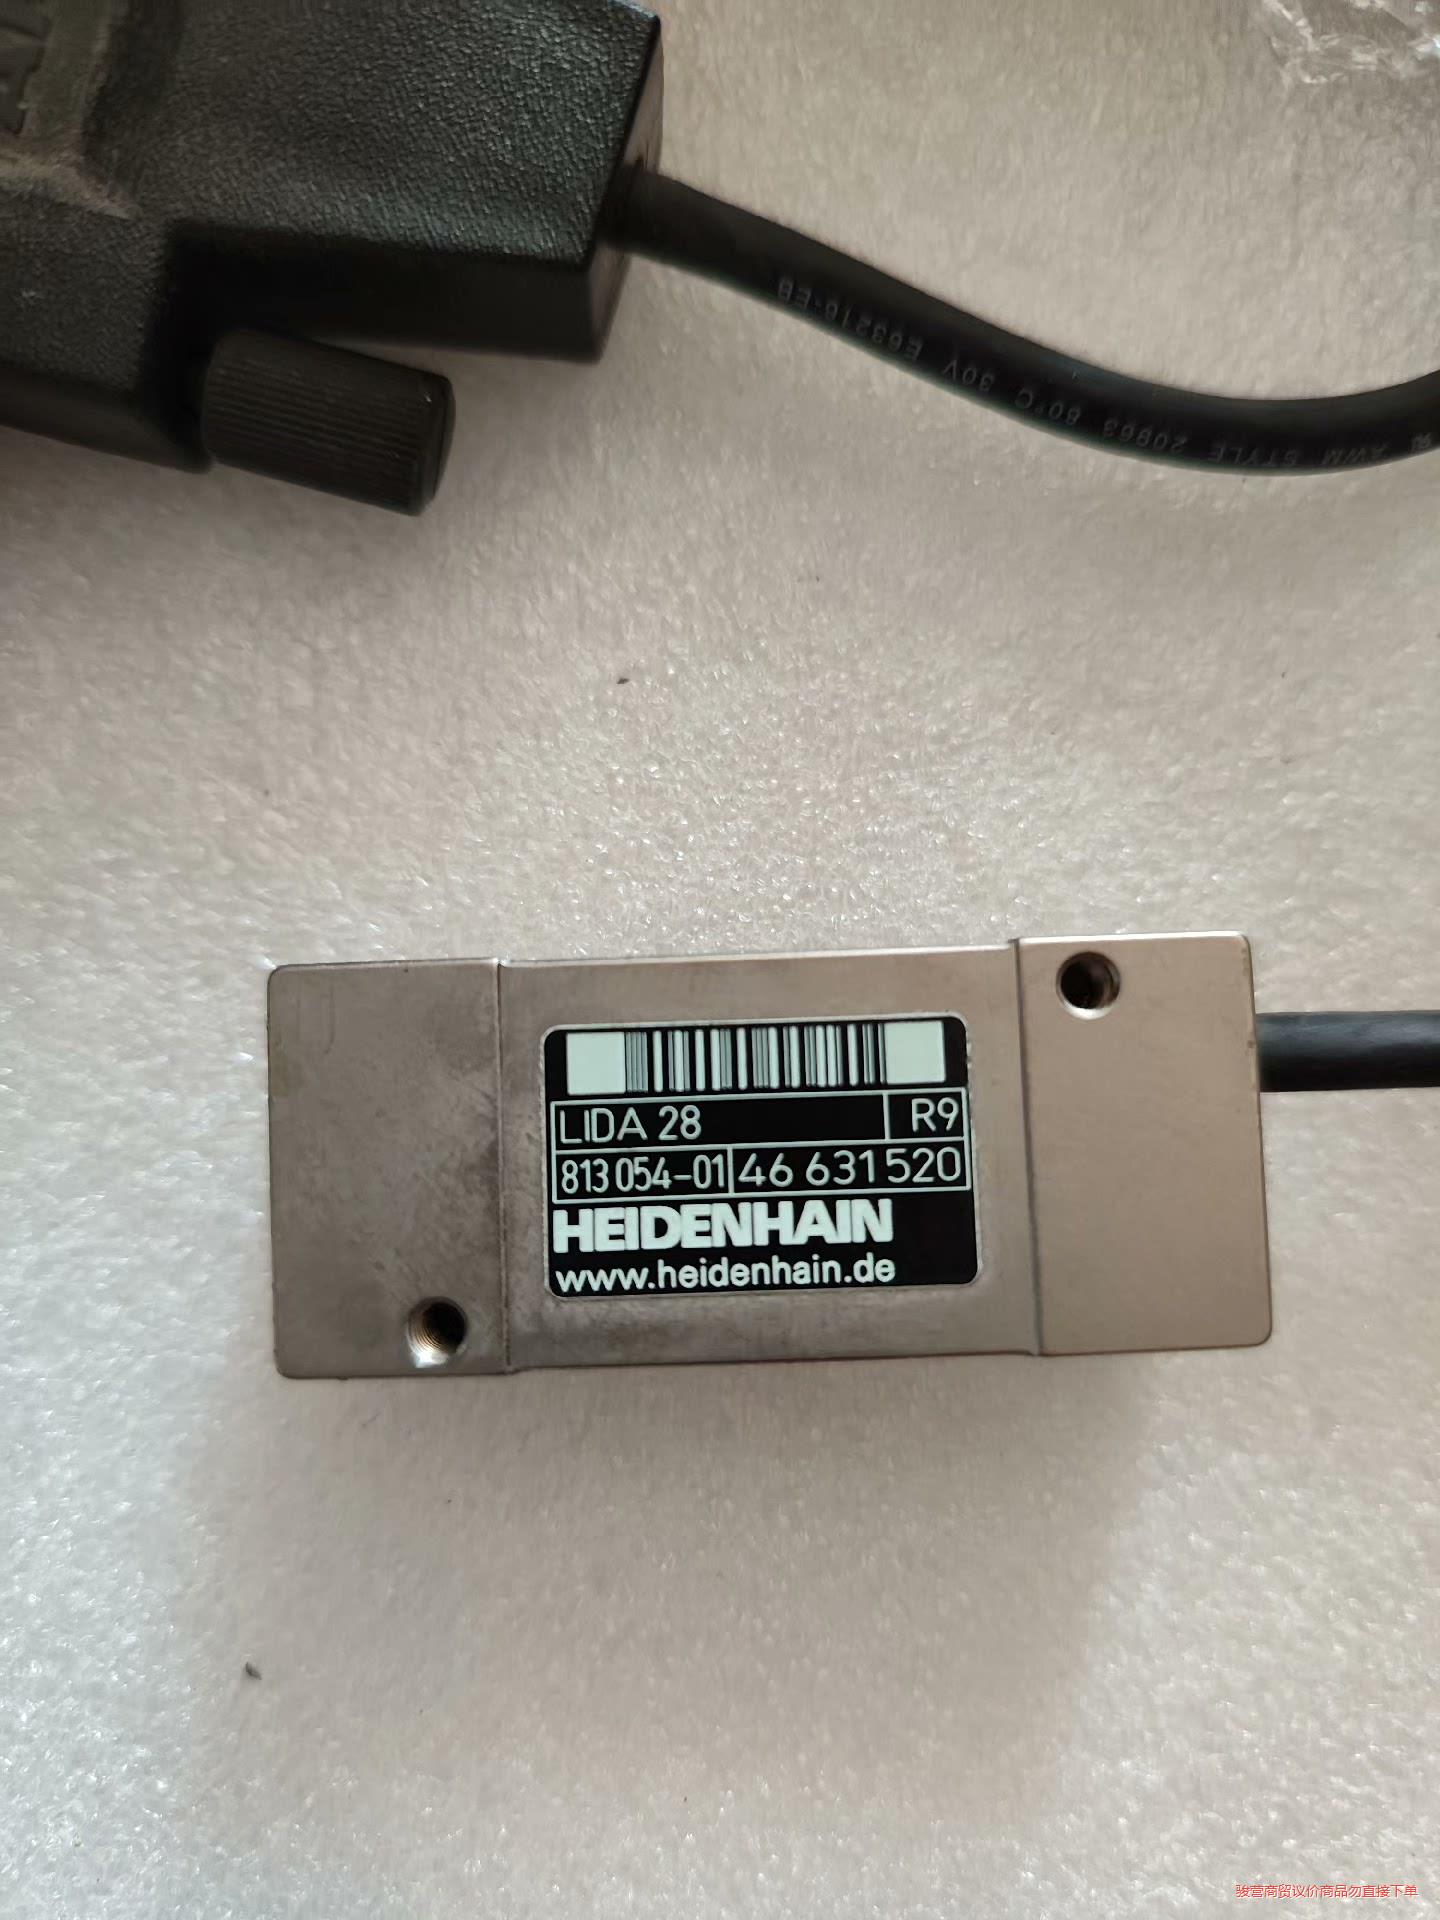 AWM STYLE 20963 80°C 30V E63216-EB
LIDA 28 R9
813 054-01 46 631 520
HEIDENHAIN
www.heidenhain.de
骏营商贸议价商品勿直接下单